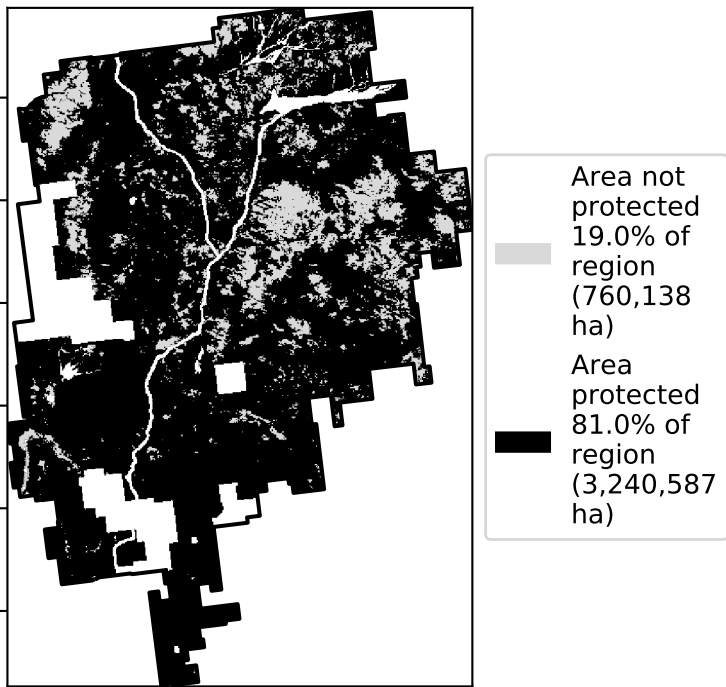 Area not
protected
19.0% of
region
(760,138
ha)
Area
protected
81.0% of
region
(3,240,587
ha)